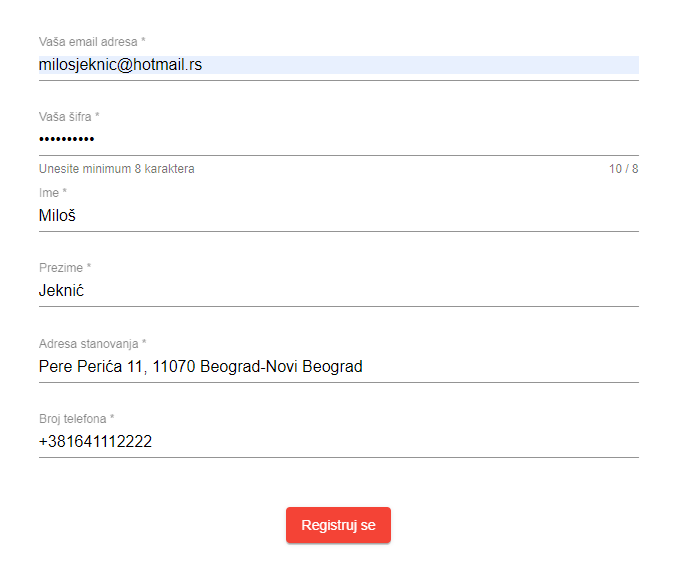 Vaša email adresa *
milosjeknic@hotmail.rs
Vaša šifra *
••••••••••
Unesite minimum 8 karaktera 10 / 8
Ime *
Miloš
Prezime *
Jeknić
Adresa stanovanja *
Pere Perića 11, 11070 Beograd-Novi Beograd
Broj telefona *
+381641112222
Registruj se